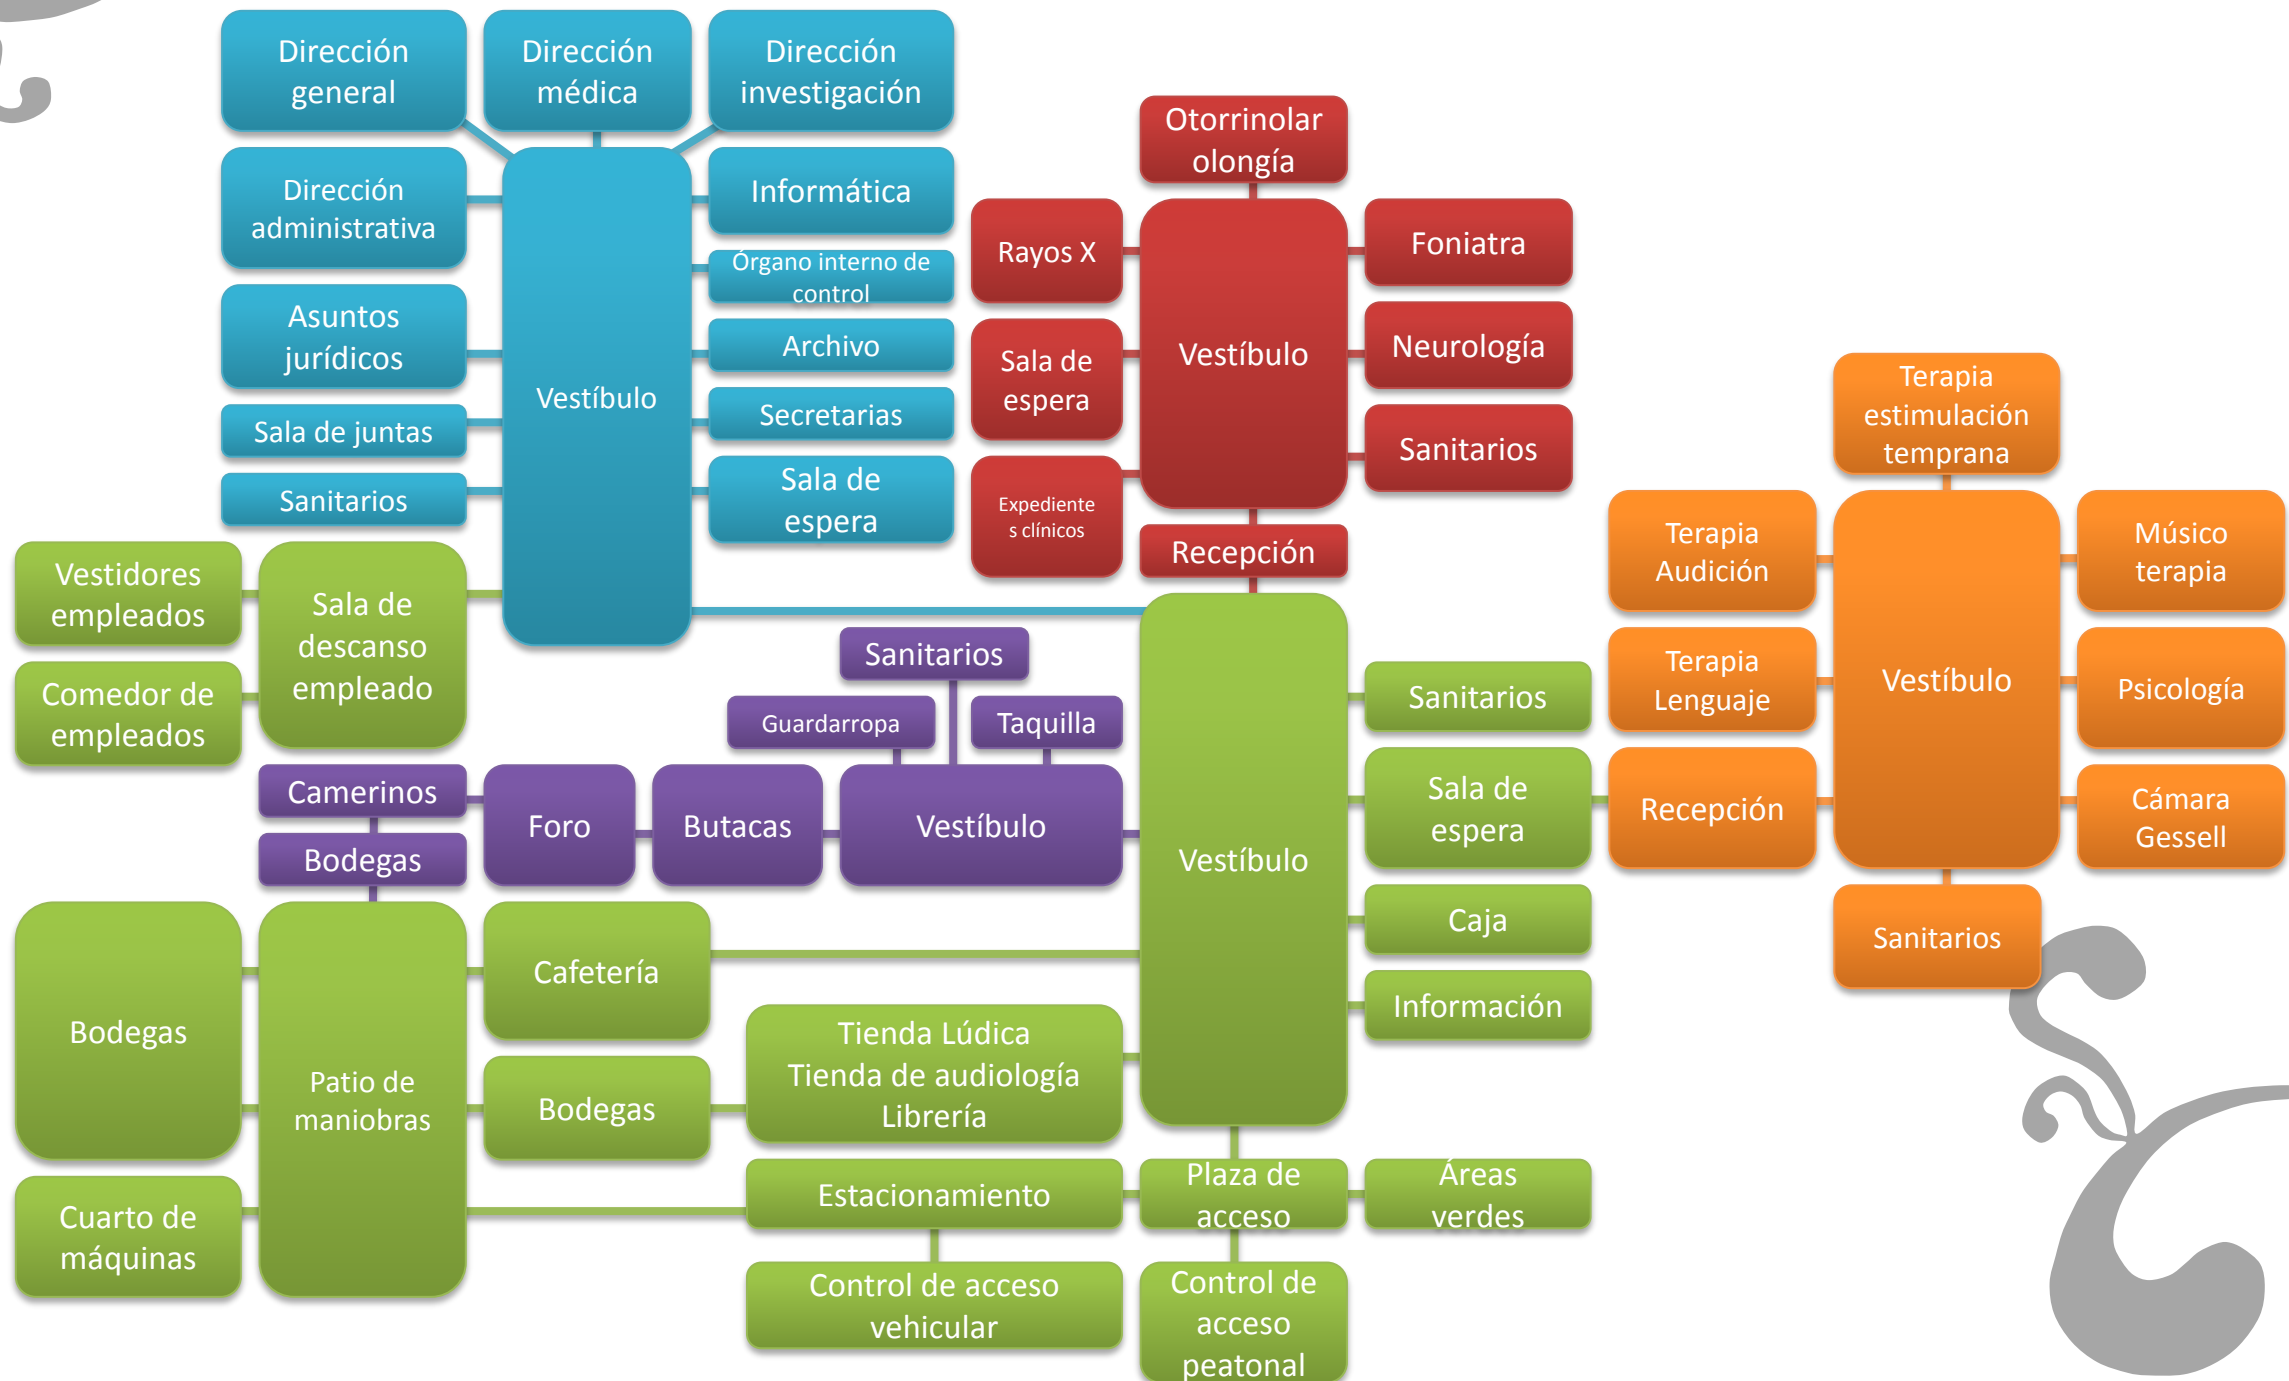 Dirección
general
Dirección
médica
Dirección
investigación
Dirección
administrativa
Asuntos
jurídicos
Sala de juntas
Sanitarios
Vestíbulo
Informática
Órgano interno de
control
Archivo
Secretarias
Sala de
espera
Otorrinolar
olongía
Rayos X
Sala de
espera
Expediente
s clínicos
Vestíbulo
Foniatra
Neurología
Sanitarios
Recepción
Terapia
estimulación
temprana
Terapia
Audición
Terapia
Lenguaje
Recepción
Vestíbulo
Músico
terapia
Psicología
Cámara
Gessell
Sanitarios
Vestidores
empleados
Comedor de
empleados
Sala de
descanso
empleado
Sanitarios
Guardarropa
Taquilla
Camerinos
Bodegas
Foro
Butacas
Vestíbulo
Vestíbulo
Sanitarios
Sala de
espera
Caja
Información
Bodegas
Cuarto de
máquinas
Patio de
maniobras
Cafetería
Bodegas
Tienda Lúdica
Tienda de audiología
Librería
Estacionamiento
Plaza de
acceso
Áreas
verdes
Control de acceso
vehicular
Control de
acceso
peatonal